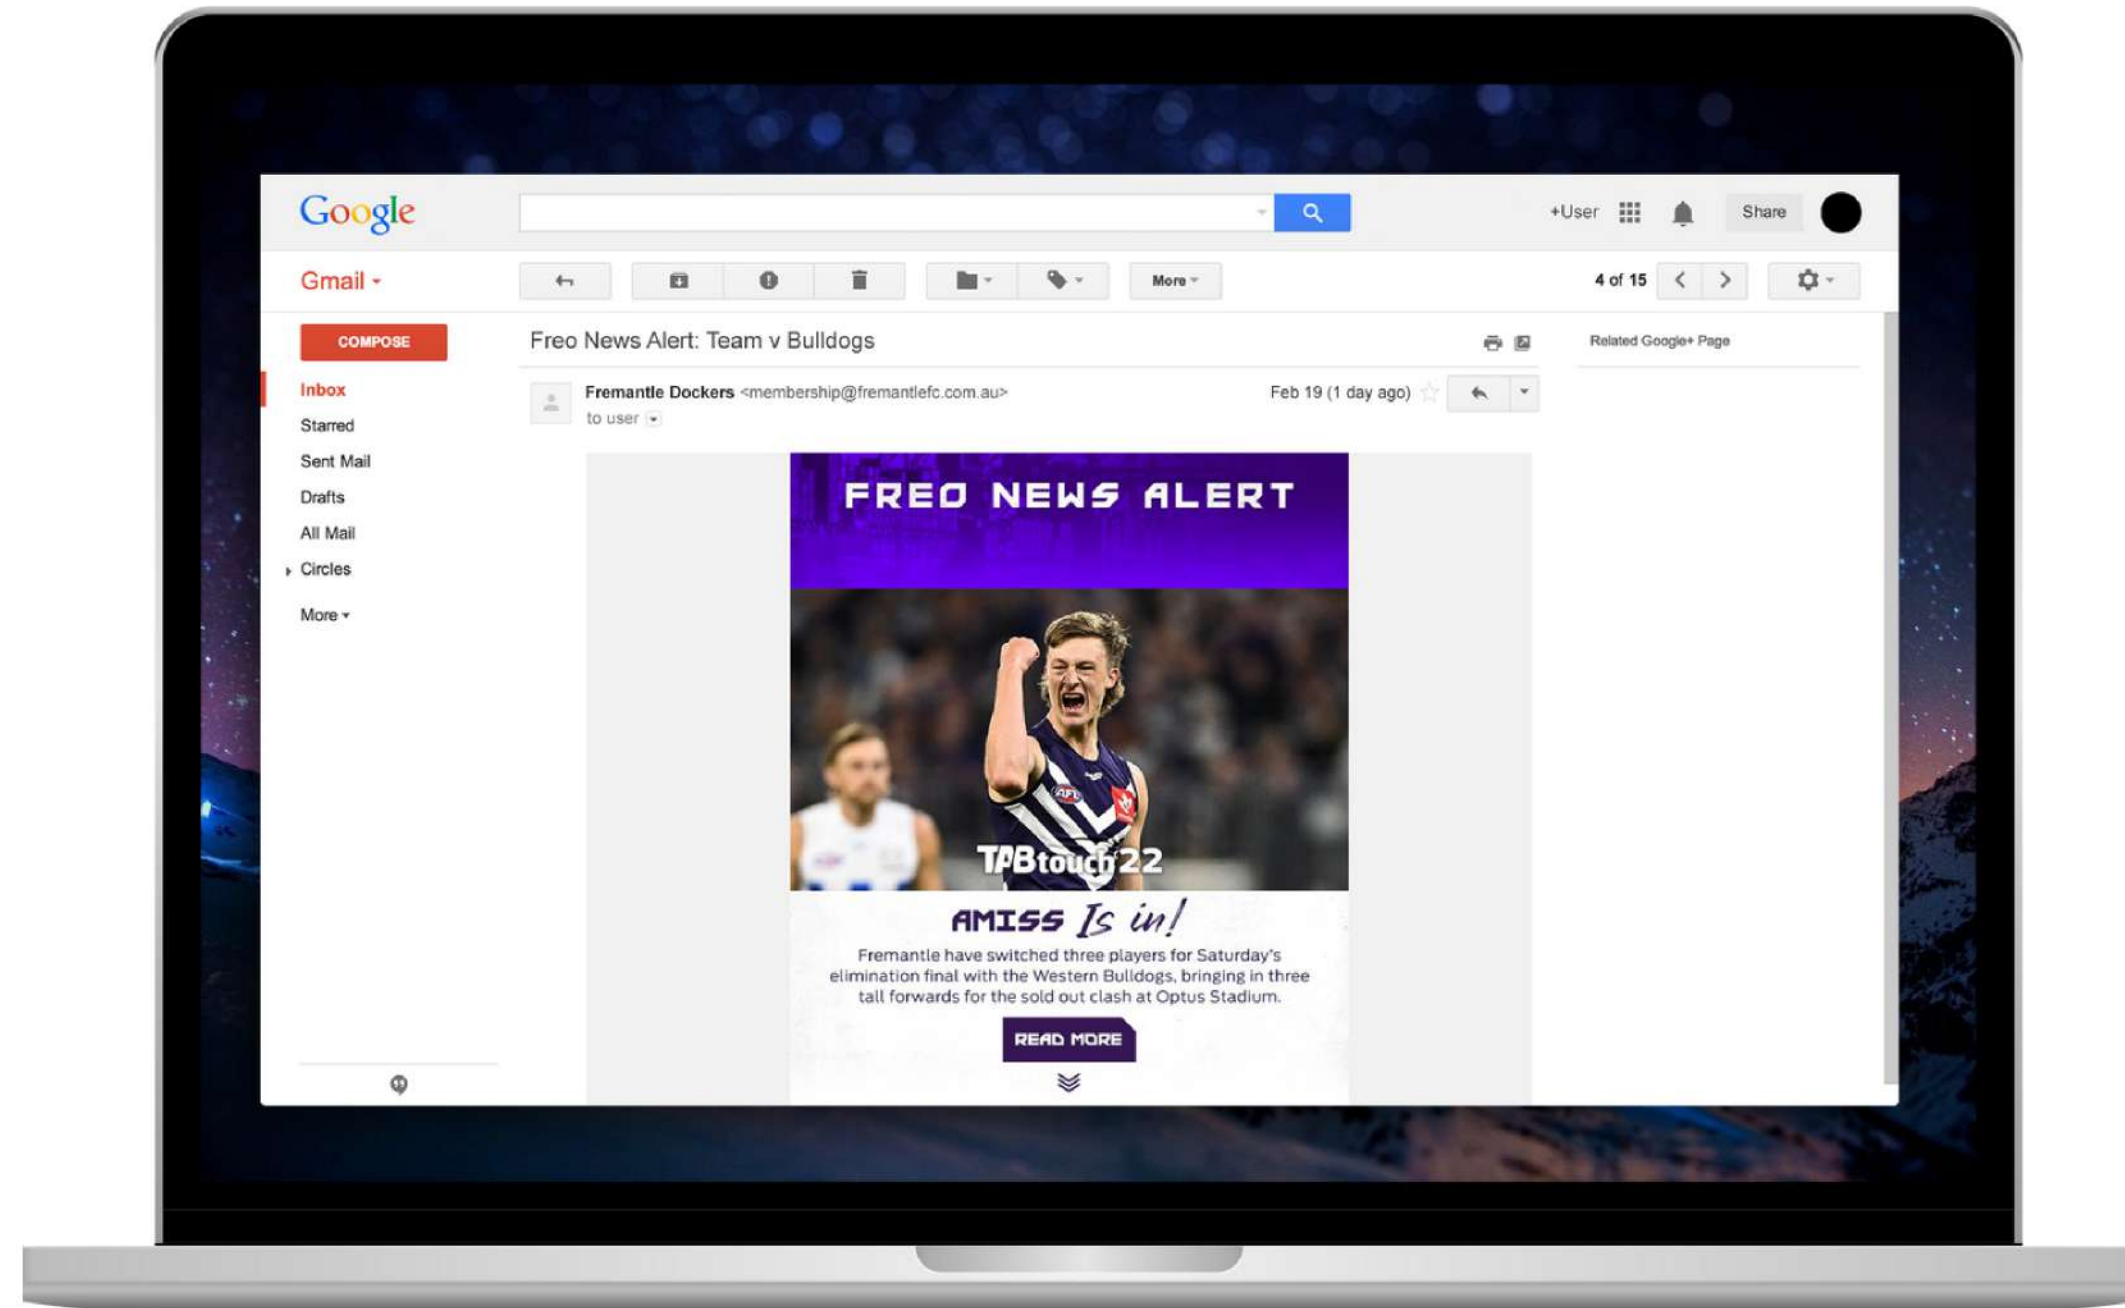 Google
+User
Share
Gmail
More
4 of 15
COMPOSE
Freo News Alert: Team v Bulldogs
Related Google+ Page
Inbox
Fremantle Dockers <membership@fremantlefc.com.au>
Feb 19 (1 day ago)
to user
Starred
Sent Mail
Drafts
All Mail
Circles
More
FREO NEWS ALERT
AFL
TABtouch'22
AMISS Is in!
Fremantle have switched three players for Saturday's
elimination final with the Western Bulldogs, bringing in three
tall forwards for the sold out clash at Optus Stadium.
READ MORE